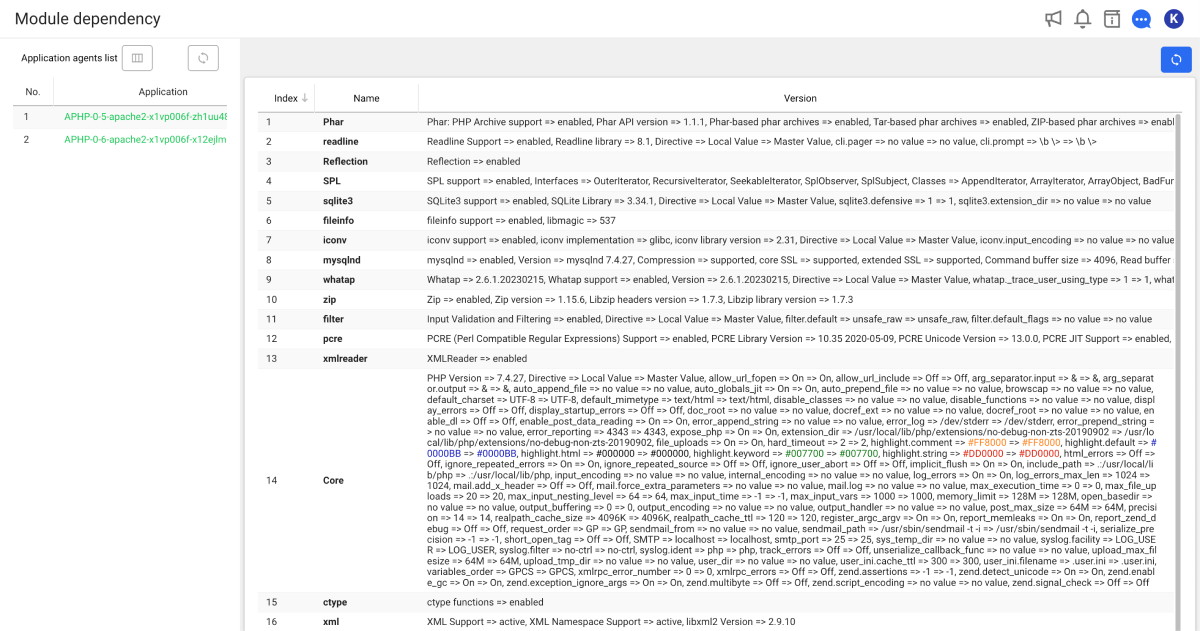 Module dependency
K
Application agents list
No. Application
1 APHP-0-5-apache2-x1vp006f-zh1uu48
2 APHP-0-6-apache2-x1vp006f-x12ejlm
Index Name Version
1 Phar Phar: PHP Archive support => enabled, Phar API version => 1.1.1, Phar-based phar archives => enabled, Tar-based phar archives => enabled, ZIP-based phar archives => enabl
2 readline Readline Support => enabled, Readline library => 8.1, Directive => Local Value => Master Value, cli.pager => no value => no value, cli.prompt => \b \> => \b \>
3 Reflection Reflection => enabled
4 SPL SPL support => enabled, Interfaces => OuterIterator, RecursiveIterator, SeekableIterator, SplObserver, SplSubject, Classes => AppendIterator, ArrayIterator, ArrayObject, BadFun
5 sqlite3 SQLite3 support => enabled, SQLite Library => 3.34.1, Directive => Local Value => Master Value, sqlite3.defensive => 1 => 1, sqlite3.extension_dir => no value => no value
6 fileinfo fileinfo support => enabled, libmagic => 537
7 iconv iconv support => enabled, iconv implementation => glibc, iconv library version => 2.31, Directive => Local Value => Master Value, iconv.input_encoding => no value => no value
8 mysqlnd mysqlnd => enabled, Version => mysqlnd 7.4.27, Compression => supported, core SSL => supported, extended SSL => supported, Command buffer size => 4096, Read buffer
9 whatap Whatap => 2.6.1.20230215, Whatap support => enabled, Version => 2.6.1.20230215, Directive => Local Value => Master Value, whatap._trace_user_using_type => 1 => 1, what
10 zip Zip => enabled, Zip version => 1.15.6, Libzip headers version => 1.7.3, Libzip library version => 1.7.3
11 filter Input Validation and Filtering => enabled, Directive => Local Value => Master Value, filter.default => unsafe_raw => unsafe_raw, filter.default_flags => no value => no value
12 pcre PCRE (Perl Compatible Regular Expressions) Support => enabled, PCRE Library Version => 10.35 2020-05-09, PCRE Unicode Version => 13.0.0, PCRE JIT Support => enabled,
13 xmlreader XMLReader => enabled
PHP Version => 7.4.27, Directive => Local Value => Master Value, allow_url_fopen => On => On, allow_url_include => Off => Off, arg_separator.input => & => &, arg_separ
ator.output => & => &, auto_append_file => no value => no value, auto_globals_jit => On => On, auto_prepend_file => no value => no value, browscap => no value => no value,
default_charset => UTF-8 => UTF-8, default_mimetype => text/html => text/html, disable_classes => no value => no value, disable_functions => no value => no value, displ
ay_errors => Off => Off, display_startup_errors => Off => Off, doc_root => no value => no value, docref_ext => no value => no value, docref_root => no value => no value, en
able_dl => Off => Off, enable_post_data_reading => On => On, error_append_string => no value => no value, error_log => /dev/stderr => /dev/stderr, error_prepend_string =
> no value => no value, error_reporting => 4343 => 4343, expose_php => On => On, extension_dir => /usr/local/lib/php/extensions/no-debug-non-zts-20190902 => /usr/lo
cal/lib/php/extensions/no-debug-non-zts-20190902, file_uploads => On => On, hard_timeout => 2 => 2, highlight.comment => #FF8000 => #FF8000, highlight.default => #
0000BB => #0000BB, highlight.html => #000000 => #000000, highlight.keyword => #007700 => #007700, highlight.string => #DD0000 => #DD0000, html_errors => Off =>
Off, ignore_repeated_errors => On => On, ignore_repeated_source => Off => Off, ignore_user_abort => Off => Off, implicit_flush => On => On, include_path => .:/usr/local/li
b/php => .:/usr/local/lib/php, input_encoding => no value => no value, internal_encoding => no value => no value, log_errors => On => On, log_errors_max_len => 1024 =>
14 Core 1024, mail.add_x_header => Off => Off, mail.force_extra_parameters => no value => no value, mail.log => no value => no value, max_execution_time => 0 => 0, max_file_up
loads => 20 => 20, max_input_nesting_level => 64 => 64, max_input_time => -1 => -1, max_input_vars => 1000 => 1000, memory_limit => 128M => 128M, open_basedir =>
no value => no value, output_buffering => 0 => 0, output_encoding => no value => no value, output_handler => no value => no value, post_max_size => 64M => 64M, precisi
on => 14 => 14, realpath_cache_size => 4096K => 4096K, realpath_cache_ttl => 120 => 120, register_argc_argv => On => On, report_memleaks => On => On, report_zend_d
ebug => Off => Off, request_order => GP => GP, sendmail_from => no value => no value, sendmail_path => /usr/sbin/sendmail -t -i => /usr/sbin/sendmail -t -i, serialize_pre
cision => -1 => -1, short_open_tag => Off => Off, SMTP => localhost => localhost, smtp_port => 25 => 25, sys_temp_dir => no value => no value, syslog.facility => LOG_USE
R => LOG_USER, syslog.filter => no-ctrl => no-ctrl, syslog.ident => php => php, track_errors => Off => Off, unserialize_callback_func => no value => no value, upload_max_fil
esize => 64M => 64M, upload_tmp_dir => no value => no value, user_dir => no value => no value, user_ini.cache_ttl => 300 => 300, user_ini.filename => .user.ini => .user.ini,
variables_order => GPCS => GPCS, xmlrpc_error_number => 0 => 0, xmlrpc_errors => Off => Off, zend.assertions => -1 => -1, zend.detect_unicode => On => On, zend.enabl
e_gc => On => On, zend.exception_ignore_args => On => On, zend.multibyte => Off => Off, zend.script_encoding => no value => no value, zend.signal_check => Off => Off
15 ctype ctype functions => enabled
16 xml XML Support => active, XML Namespace Support => active, libxml2 Version => 2.9.10